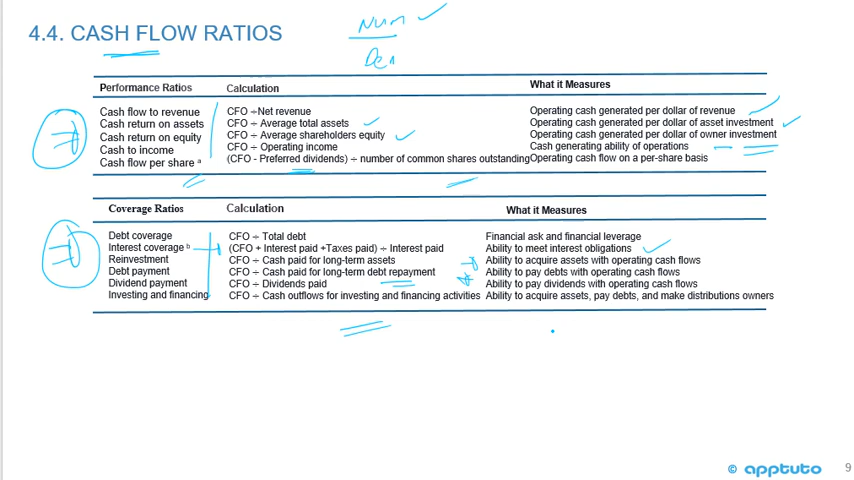 4.4. CASH FLOW RATIOS
Num
Den
Performance Ratios Calculation What it Measures
Cash flow to revenue CFO ÷Net revenue Operating cash generated per dollar of revenue
Cash return on assets CFO ÷ Average total assets Operating cash generated per dollar of asset investment
Cash return on equity CFO ÷ Average shareholders equity Operating cash generated per dollar of owner investment
Cash to income CFO ÷ Operating income Cash generating ability of operations
Cash flow per share a (CFO - Preferred dividends) ÷ number of common shares outstanding Operating cash flow on a per-share basis
Coverage Ratios Calculation What it Measures
Debt coverage CFO ÷ Total debt Financial ask and financial leverage
Interest coverage b (CFO + Interest paid +Taxes paid) ÷ Interest paid Ability to meet interest obligations
Reinvestment CFO ÷ Cash paid for long-term assets Ability to acquire assets with operating cash flows
Debt payment CFO ÷ Cash paid for long-term debt repayment Ability to pay debts with operating cash flows
Dividend payment CFO ÷ Dividends paid Ability to pay dividends with operating cash flows
Investing and financing CFO ÷ Cash outflows for investing and financing activities Ability to acquire assets, pay debts, and make distributions owners
© apptuto 9